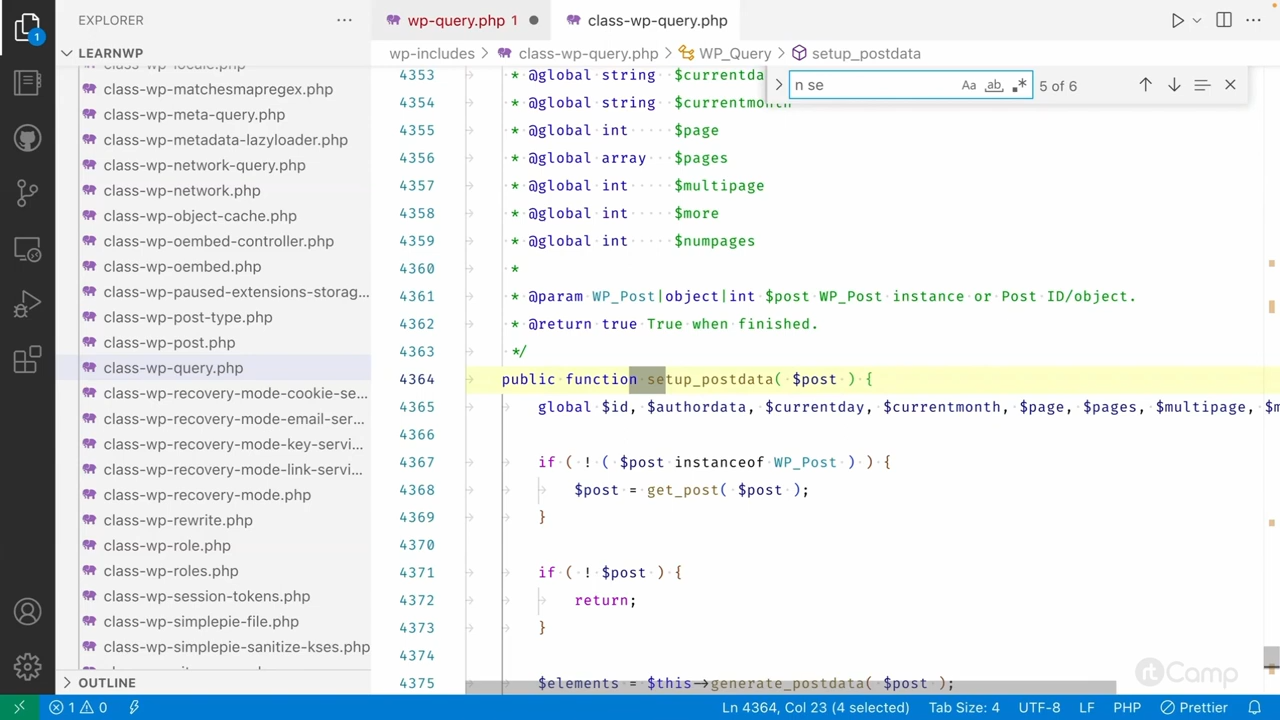 EXPLORER
LEARNWP
class-wp-locale.php
class-wp-matchesmapregex.php
class-wp-meta-query.php
class-wp-metadata-lazyloader.php
class-wp-network-query.php
class-wp-network.php
class-wp-object-cache.php
class-wp-oembed-controller.php
class-wp-oembed.php
class-wp-paused-extensions-storag...
class-wp-post-type.php
class-wp-post.php
class-wp-query.php
class-wp-recovery-mode-cookie-se...
class-wp-recovery-mode-email-ser...
class-wp-recovery-mode-key-servi...
class-wp-recovery-mode-link-servi...
class-wp-recovery-mode.php
class-wp-rewrite.php
class-wp-role.php
class-wp-roles.php
class-wp-session-tokens.php
class-wp-simplepie-file.php
class-wp-simplepie-sanitize-kses.php
OUTLINE
1
wp-query.php 1
class-wp-query.php
wp-includes > class-wp-query.php > WP_Query > setup_postdata
n se Aa ab .* 5 of 6
4353 * @global string $currentda
4354 * @global string $currentmonth
4355 * @global int $page
4356 * @global array $pages
4357 * @global int $multipage
4358 * @global int $more
4359 * @global int $numpages
4360 *
4361 * @param WP_Post|object|int $post WP_Post instance or Post ID/object.
4362 * @return true True when finished.
4363 */
4364 public function setup_postdata( $post ) {
4365 global $id, $authordata, $currentday, $currentmonth, $page, $pages, $multipage, $m
4366
4367 if ( ! ( $post instanceof WP_Post ) ) {
4368 $post = get_post( $post );
4369 }
4370
4371 if ( ! $post ) {
4372 return;
4373 }
4374
4375 $elements = $this->generate_postdata( $post );
rtCamp
1 0 Ln 4364, Col 23 (4 selected) Tab Size: 4 UTF-8 LF PHP Prettier